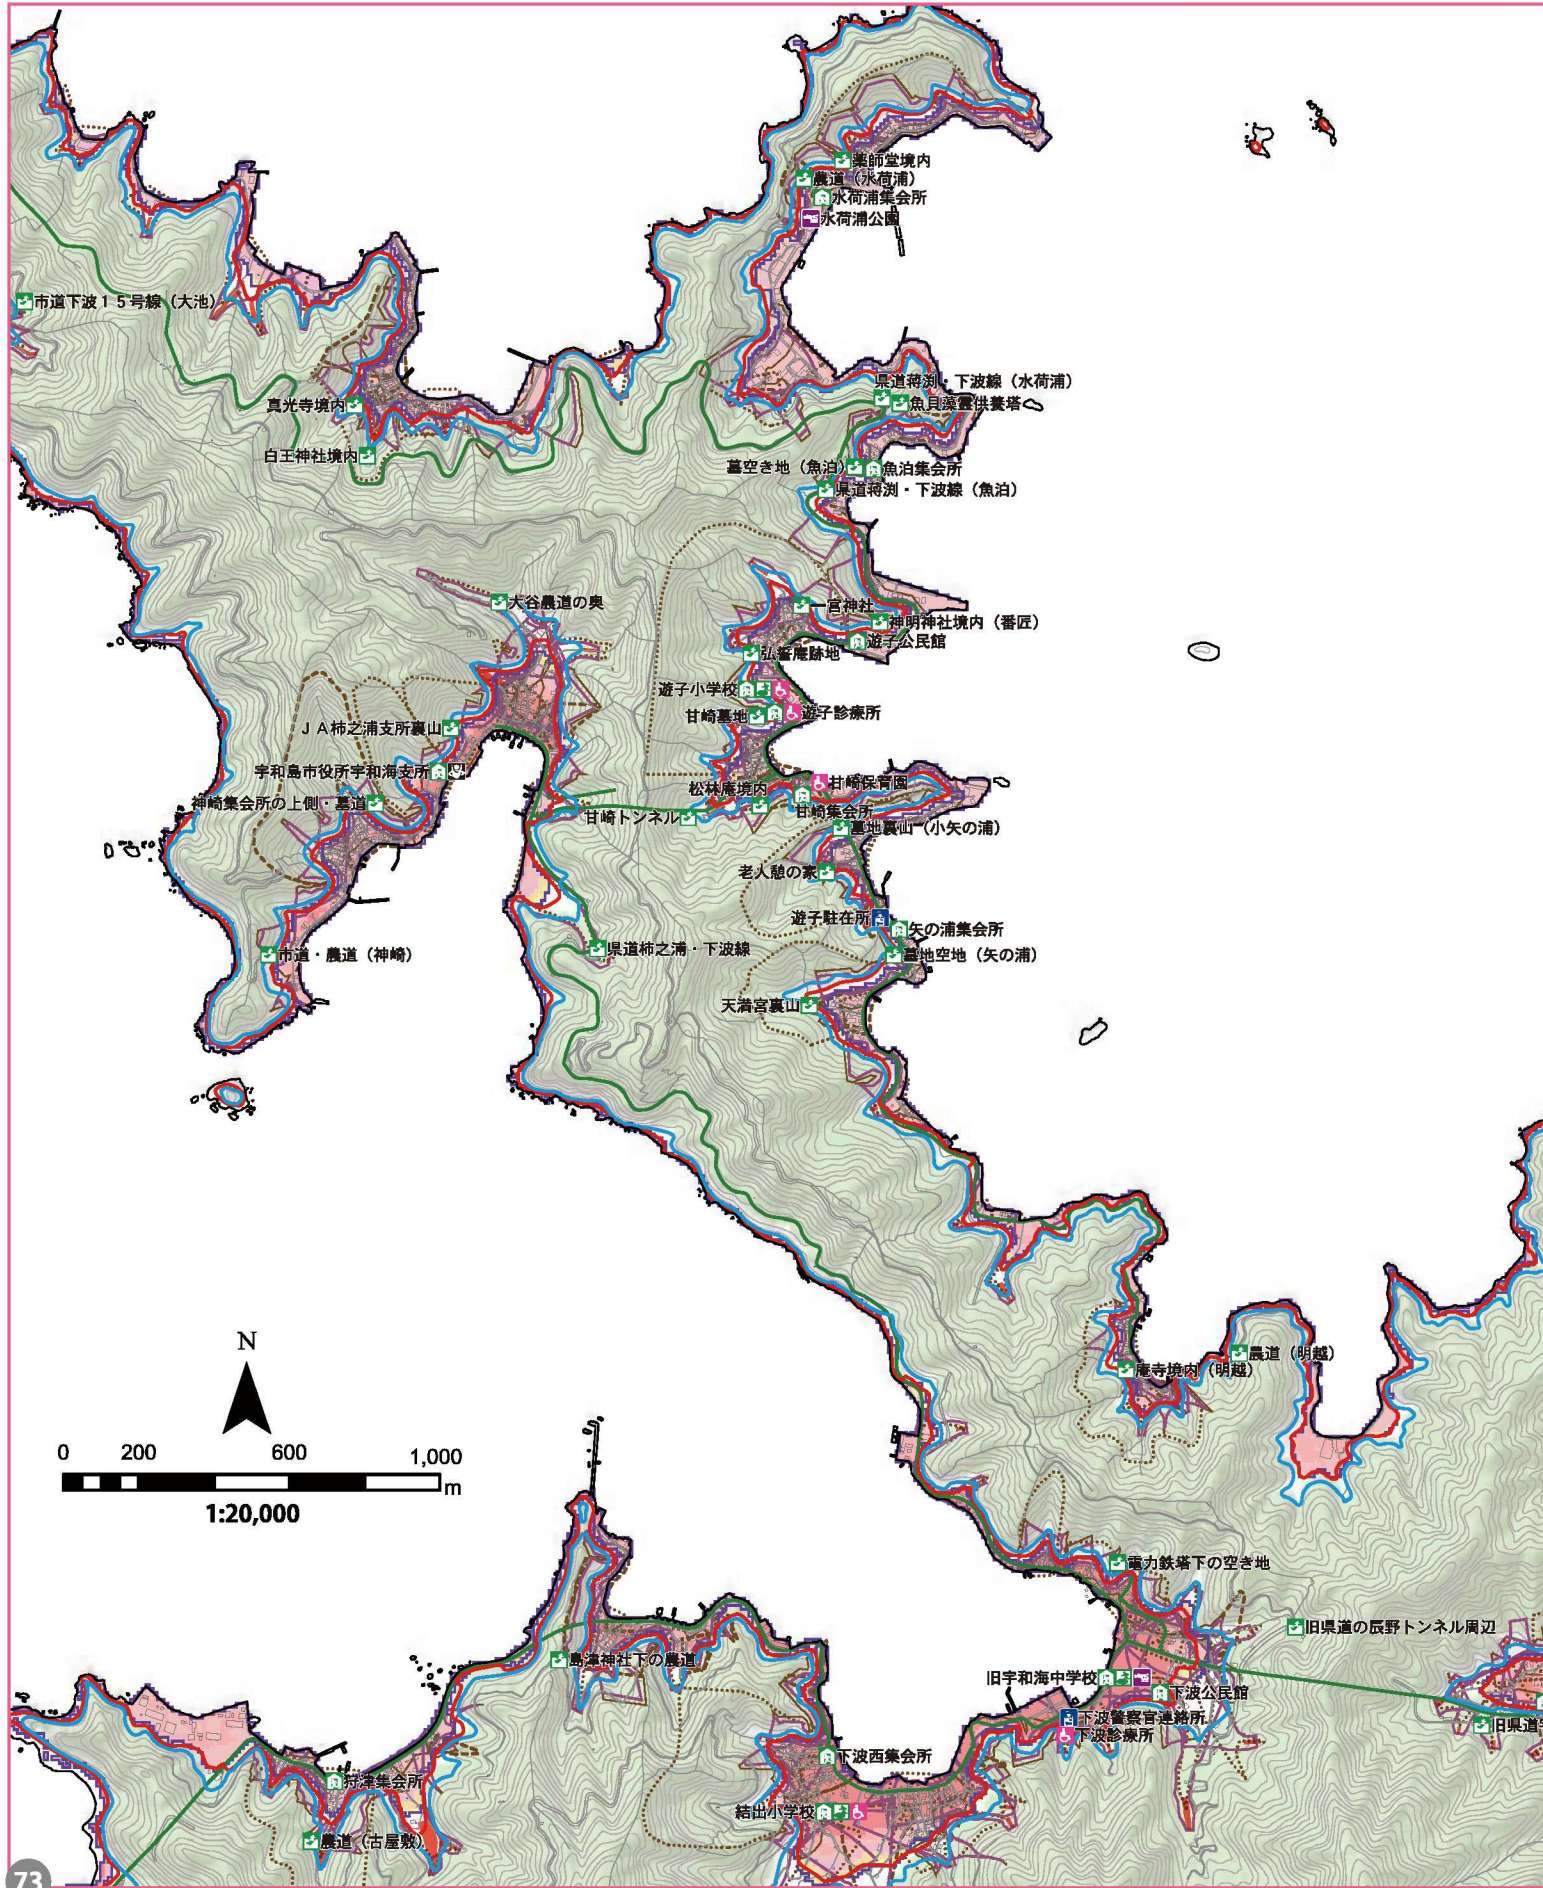 薬師堂境内
農道（水荷浦）
水荷浦集会所
水荷浦公園
市道下波１５号線（大池）
県道蒋渕・下波線（水荷浦）
魚貝藻霊供養塔
真光寺境内
白王神社境内
墓空き地（魚泊）
魚泊集会所
県道蒋渕・下波線（魚泊）
大谷農道の奥
一宮神社
神明神社境内（番匠）
遊子公民館
弘誓庵跡地
遊子小学校
甘崎墓地
遊子診療所
ＪＡ柿之浦支所裏山
宇和島市役所宇和海支所
神崎集会所の上側・墓道
松林庵境内
甘崎保育園
甘崎集会所
甘崎トンネル
墓地裏山（小矢の浦）
老人憩の家
遊子駐在所
矢の浦集会所
県道柿之浦・下波線
墓地空地（矢の浦）
市道・農道（神崎）
天満宮裏山
N
農道（明越）
庵寺境内（明越）
0 200 600 1,000
m
1:20,000
電力鉄塔下の空き地
旧県道の辰野トンネル周辺
島津神社下の農道
旧宇和海中学校
下波公民館
下波警察官連絡所
下波診療所
旧県道
下波西集会所
狩津集会所
結出小学校
農道（古屋敷）
73